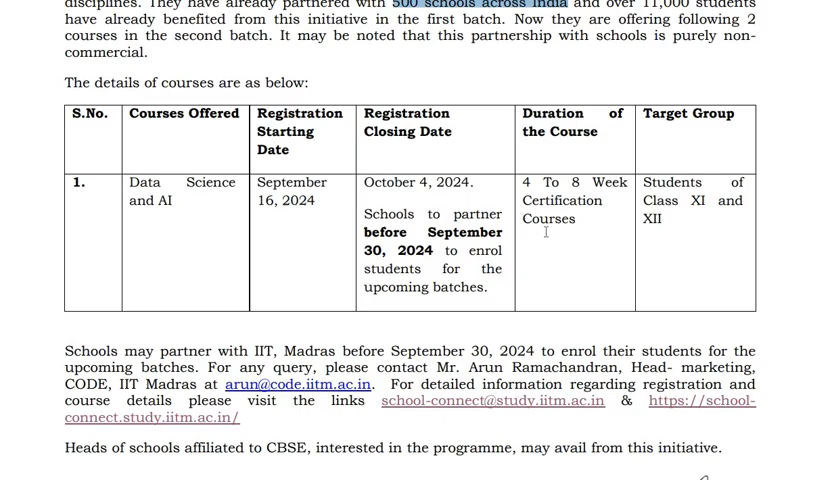 disciplines. They have already partnered with 500 schools across India and over 11,000 students
have already benefited from this initiative in the first batch. Now they are offering following 2
courses in the second batch. It may be noted that this partnership with schools is purely non-
commercial.
The details of courses are as below:
S.No. Courses Offered Registration Starting Date Registration Closing Date Duration of the Course Target Group
1. Data Science and AI September 16, 2024 October 4, 2024. Schools to partner before September 30, 2024 to enrol students for the upcoming batches. 4 To 8 Week Certification Courses Students of Class XI and XII
Schools may partner with IIT, Madras before September 30, 2024 to enrol their students for the
upcoming batches. For any query, please contact Mr. Arun Ramachandran, Head- marketing,
CODE, IIT Madras at arun@code.iitm.ac.in. For detailed information regarding registration and
course details please visit the links school-connect@study.iitm.ac.in & https://school-
connect.study.iitm.ac.in/
Heads of schools affiliated to CBSE, interested in the programme, may avail from this initiative.